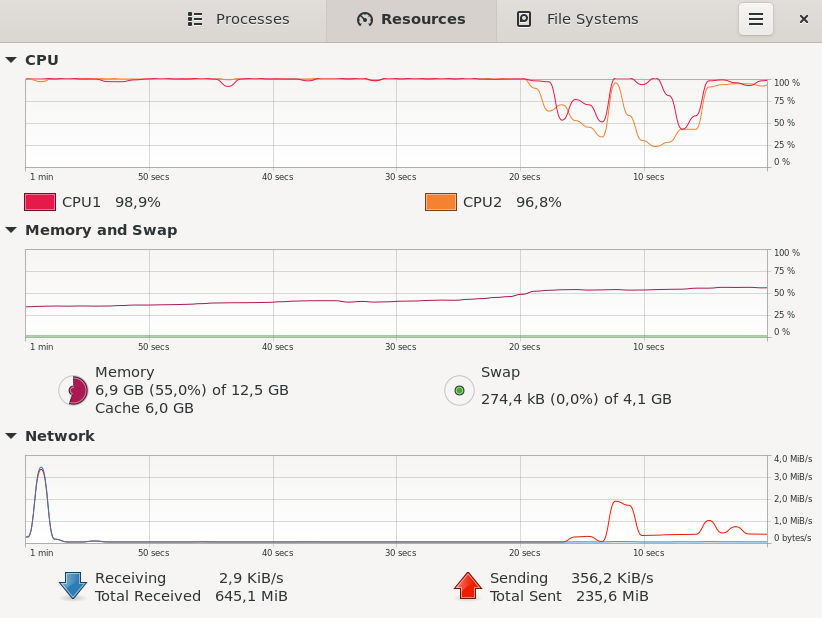 Processes Resources File Systems
CPU
100 %
75 %
50 %
25 %
0 %
1 min 50 secs 40 secs 30 secs 20 secs 10 secs
CPU1 98,9% CPU2 96,8%
Memory and Swap
100 %
75 %
50 %
25 %
0 %
1 min 50 secs 40 secs 30 secs 20 secs 10 secs
Memory
6,9 GB (55,0%) of 12,5 GB
Cache 6,0 GB
Swap
274,4 kB (0,0%) of 4,1 GB
Network
4,0 MiB/s
3,0 MiB/s
2,0 MiB/s
1,0 MiB/s
0 bytes/s
1 min 50 secs 40 secs 30 secs 20 secs 10 secs
Receiving 2,9 KiB/s
Total Received 645,1 MiB
Sending 356,2 KiB/s
Total Sent 235,6 MiB